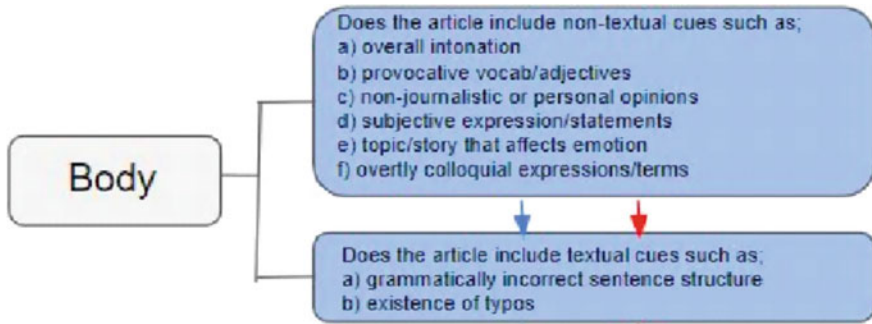 Body
Does the article include non-textual cues such as;
a) overall intonation
b) provocative vocab/adjectives
c) non-journalistic or personal opinions
d) subjective expression/statements
e) topic/story that affects emotion
f) overtly colloquial expressions/terms
Does the article include textual cues such as;
a) grammatically incorrect sentence structure
b) existence of typos